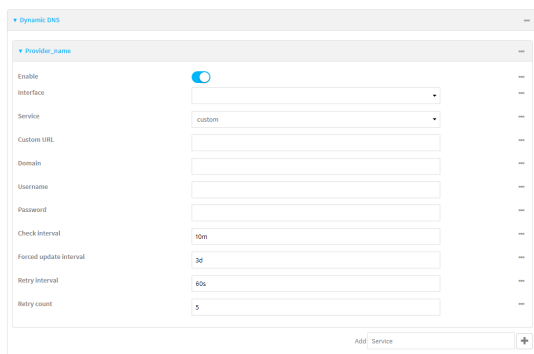 Dynamic DNS
Provider_name
Enable
Interface
Service custom
Custom URL
Domain
Username
Password
Check interval 10m
Forced update interval 3d
Retry interval 60s
Retry count 5
Add Service